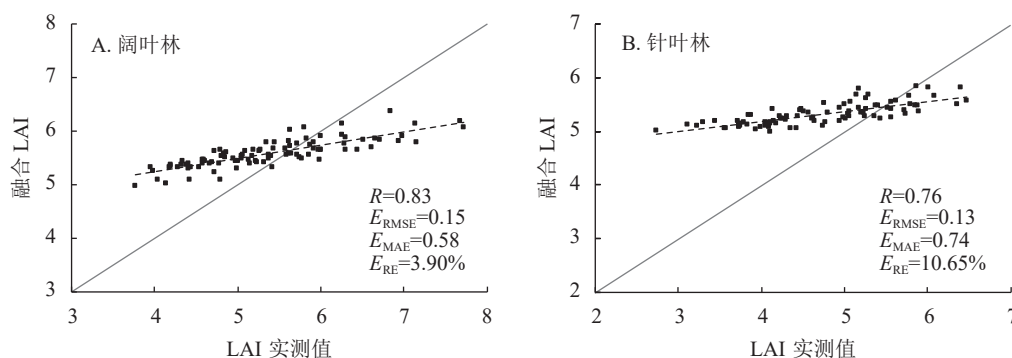 A. 阔叶林
8
7
6
5
4
3
融合 LAI
R=0.83
E_RMSE=0.15
E_MAE=0.58
E_RE=3.90%
3 4 5 6 7 8
LAI 实测值
B. 针叶林
7
6
5
4
3
2
融合 LAI
R=0.76
E_RMSE=0.13
E_MAE=0.74
E_RE=10.65%
2 3 4 5 6 7
LAI 实测值